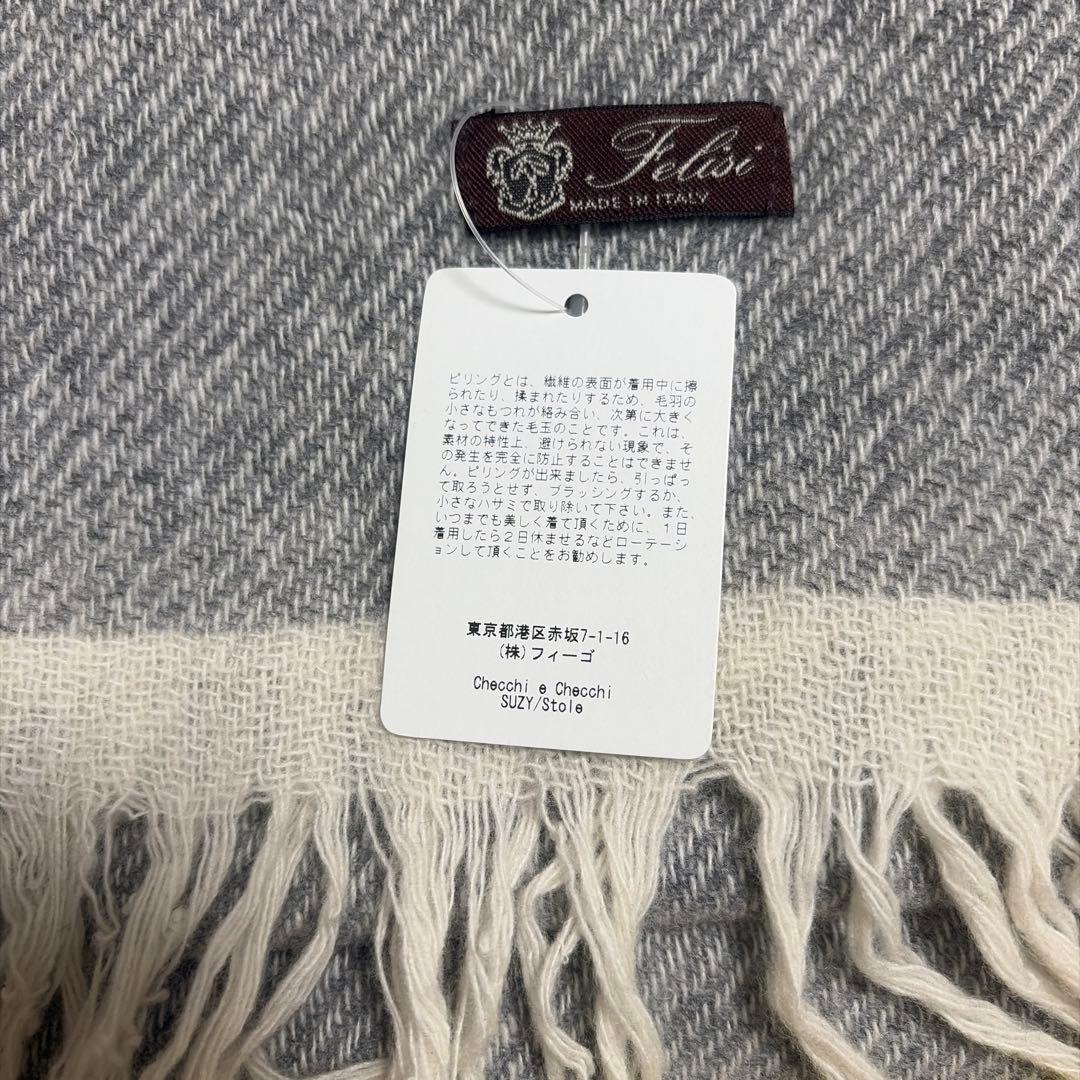 Felisi
MADE IN ITALY
ピリングとは、繊維の表面が着用中に擦
られたり、揉まれたりするため、毛羽の
小さなもつれが絡み合い、次第に大きく
なってできた毛玉のことです。これは、
素材の特性上、避けられない現象で、そ
の発生を完全に防止することはできませ
ん。ピリングが出来ましたら、引っぱっ
て取ろうとせず、ブラッシングするか、
小さなハサミで取り除いて下さい。また、
いつまでも美しく着て頂くために、1日
着用したら2日休ませるなどローテーシ
ョンして頂くことをお勧めします。
東京都港区赤坂7-1-16
(株)フィーゴ
Checchi e Checchi
SUZY/Stole